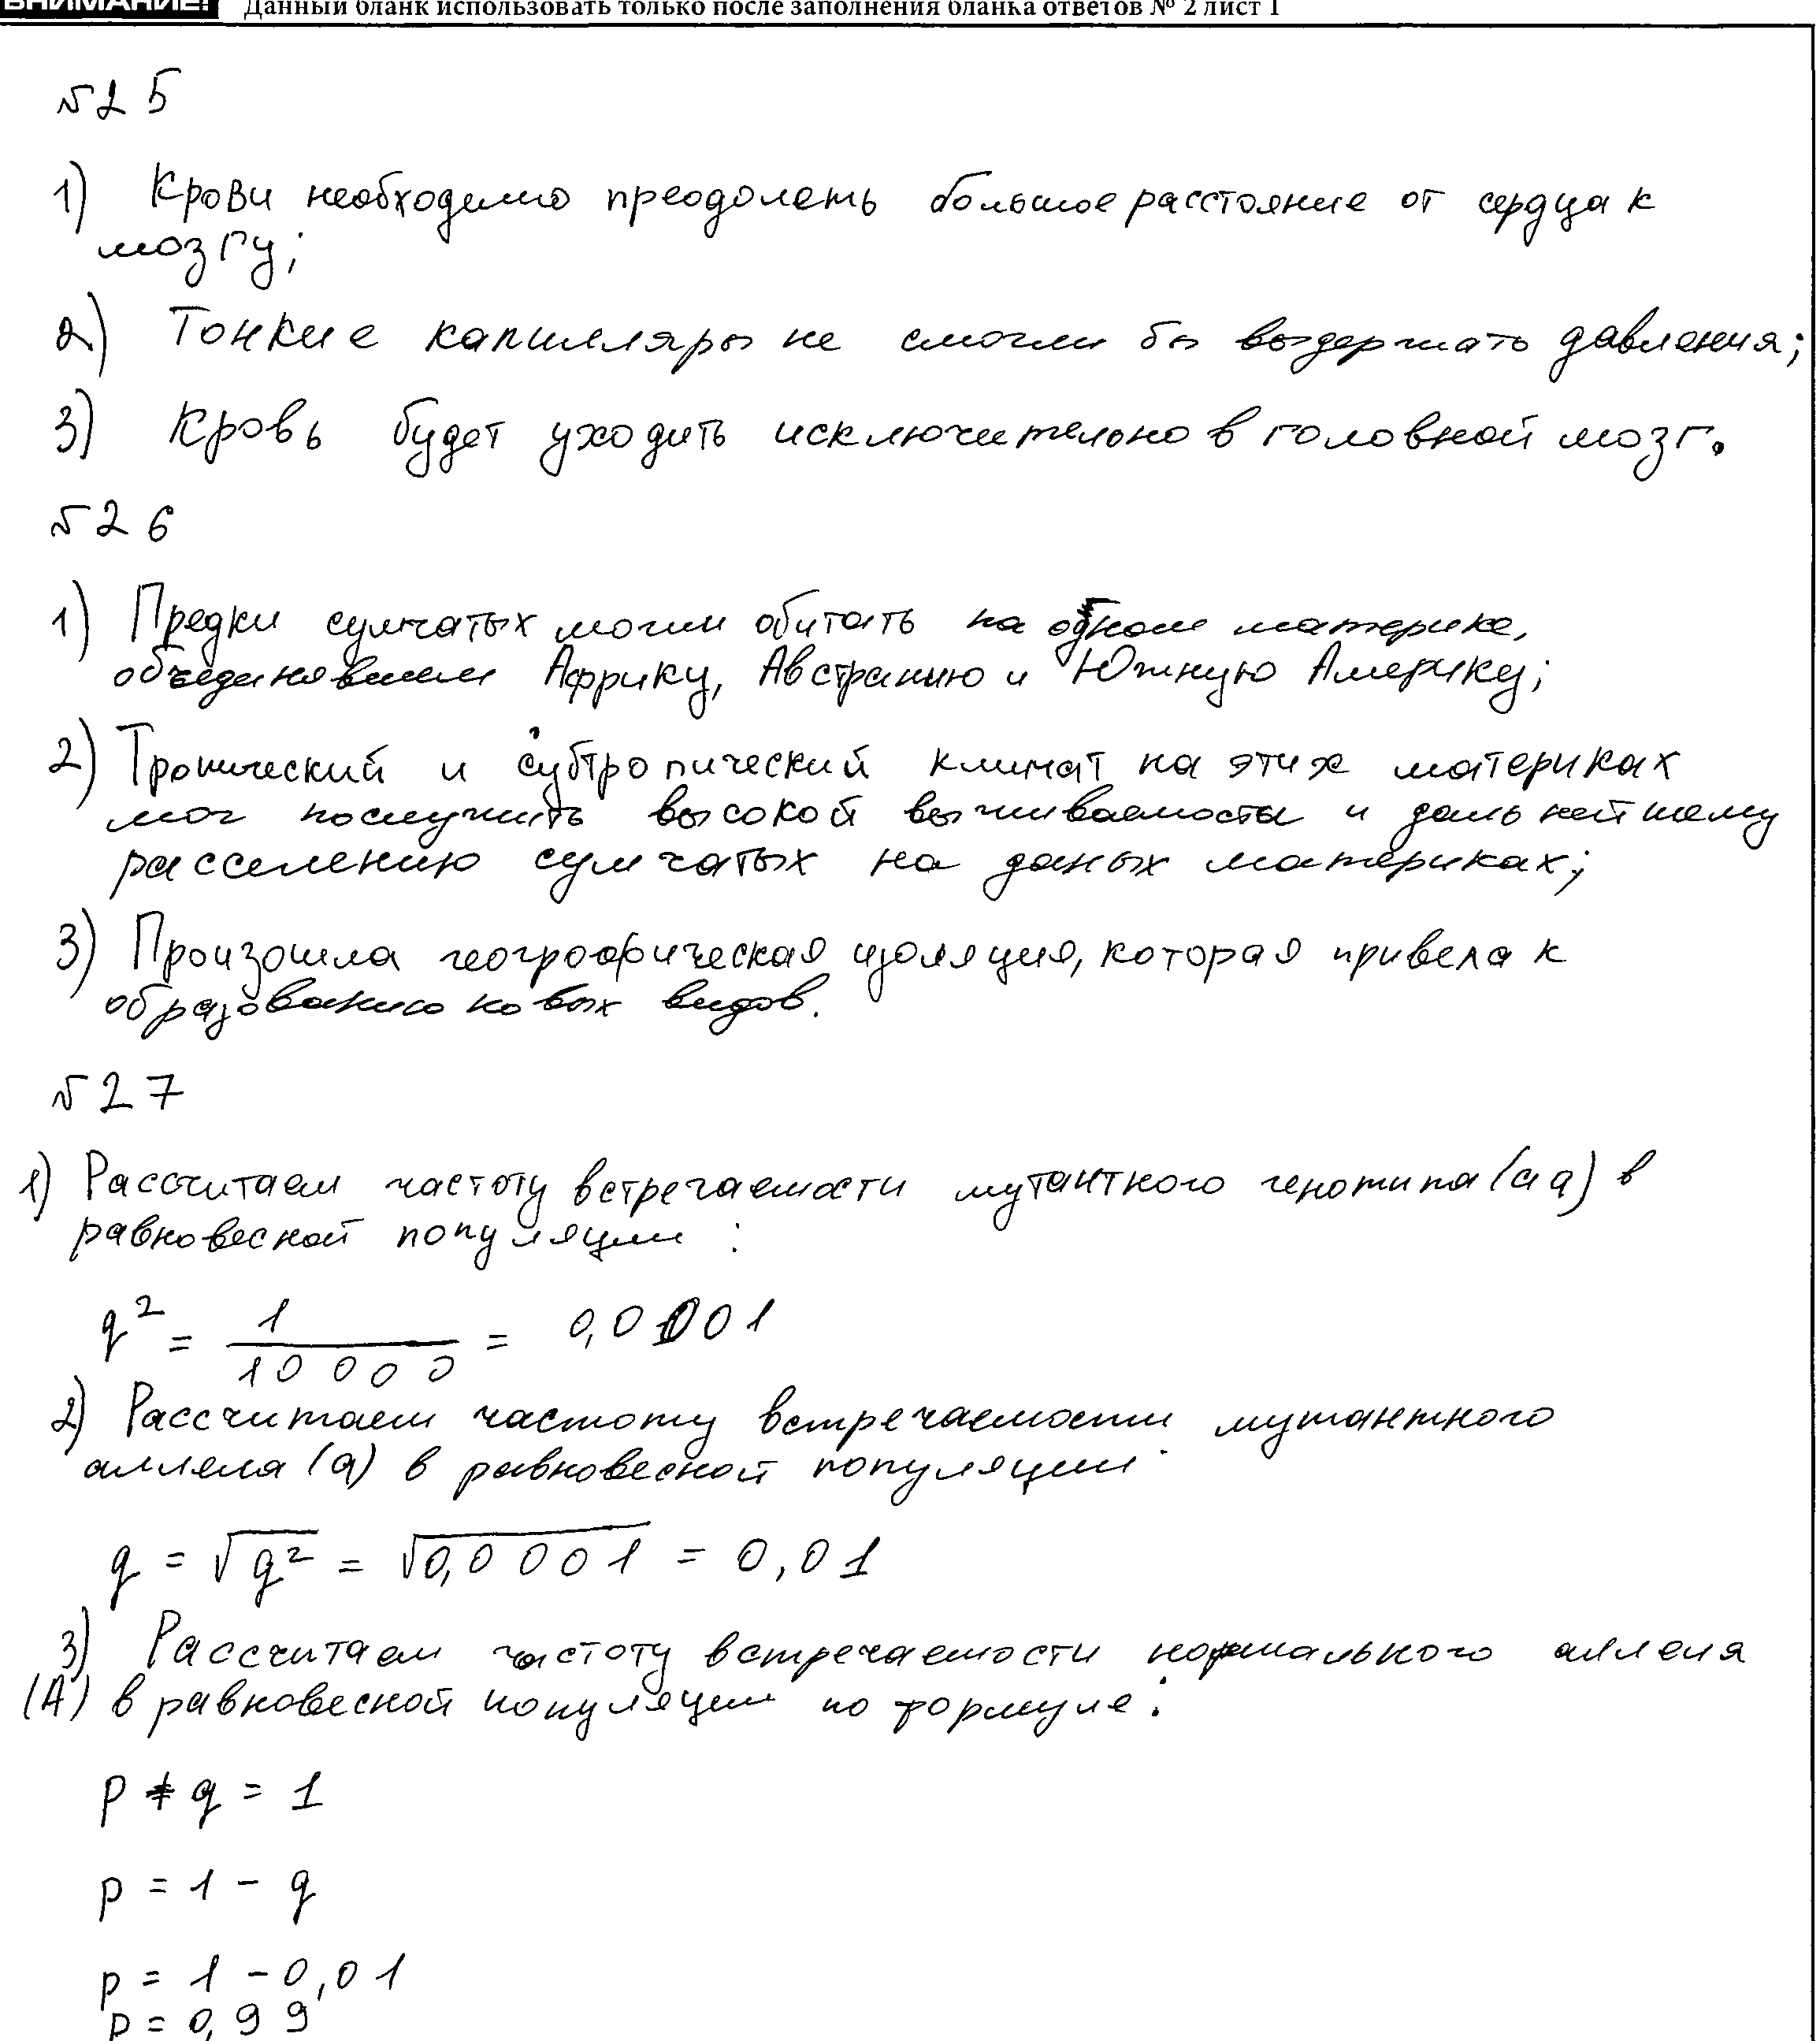 ВНИМАНИЕ! Данный бланк использовать только после заполнения бланка ответов № 2 лист 1
№25
1) Крови необходимо преодолеть большое расстояние от сердца к
мозгу;
2) Тонкие капилляры не смогли бы выдержать давления;
3) Кровь будет уходить исключительно в головной мозг.
№26
1) Предки сумчатых могли обитать на одном материке,
объединявшем Африку, Австралию и Южную Америку;
2) Тропический и субтропический климат на этих материках
мог послужить высокой выживаемости и дальнейшему
расселению сумчатых на даных материках;
3) Произошла географическая изоляция, которая привела к
образованию новых видов.
№27
1) Рассчитаем частоту встречаемости мутантного генотипа (aa) в
равновесной популяции :
q² = 1/10000 = 0,0001
2) Рассчитаем частоту встречаемости мутантного
аллеля (a) в равновесной популяции
q = √q² = √0,0001 = 0,01
3) Рассчитаем частоту встречаемости нормального аллеля
(A) в равновесной популяции по формуле:
p + q = 1
p = 1 - q
p = 1 - 0,01
p = 0,99